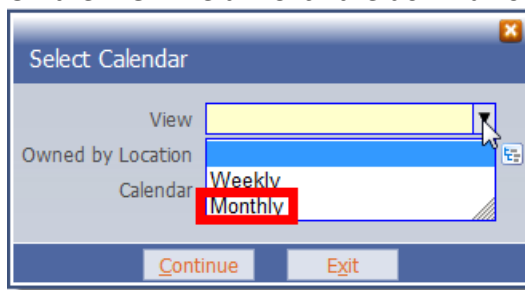 Select Calendar
View
Owned by Location
Calendar
Weekly
Monthly
Continue
Exit